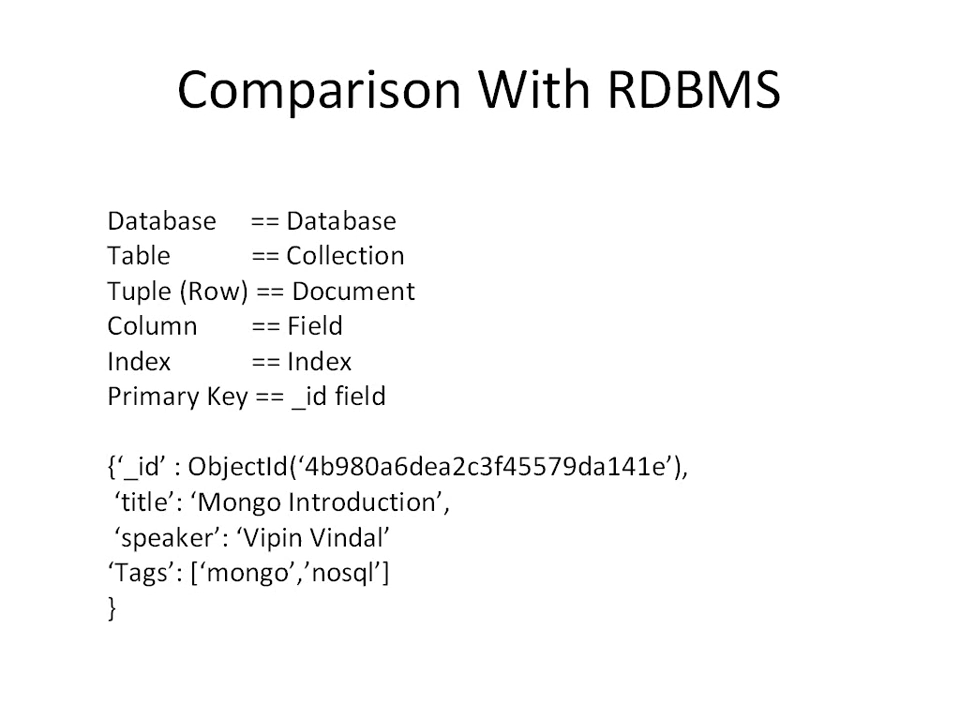 Comparison With RDBMS
Database == Database
Table == Collection
Tuple (Row) == Document
Column == Field
Index == Index
Primary Key == _id field
{‘_id’ : ObjectId(‘4b980a6dea2c3f45579da141e’),
‘title’: ‘Mongo Introduction’,
‘speaker’: ‘Vipin Vindal’
‘Tags’: [‘mongo’,’nosql’]
}